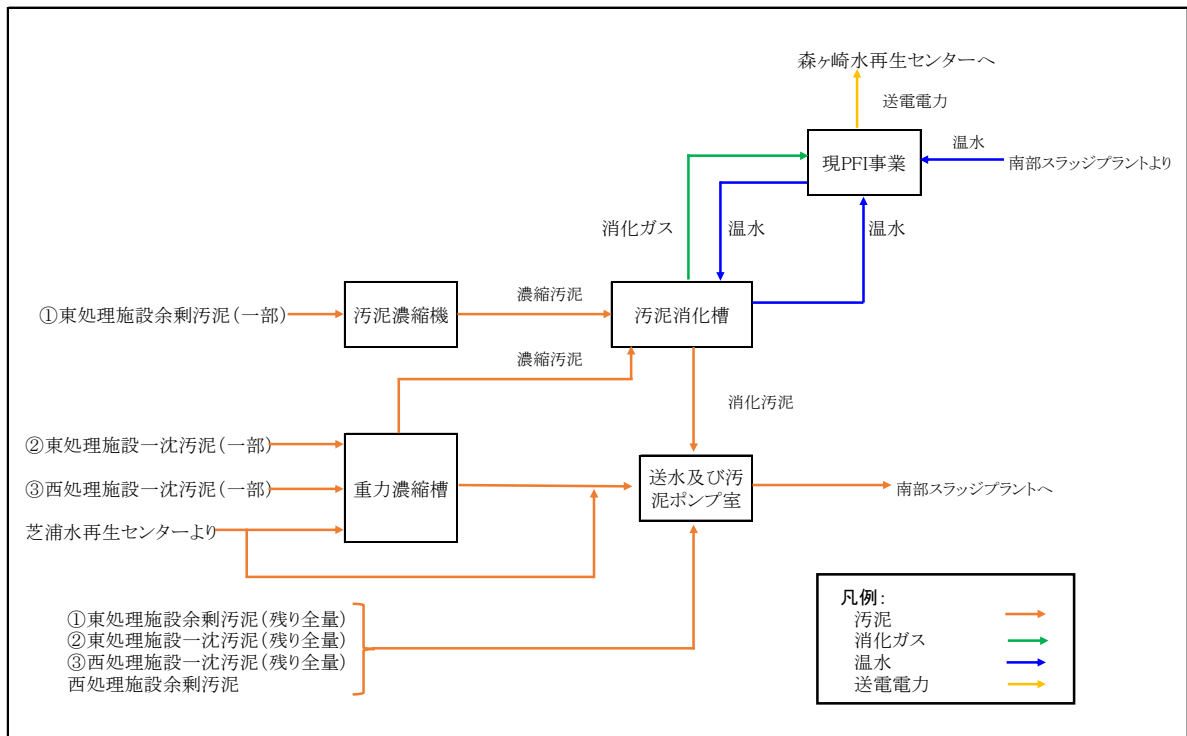 森ヶ崎水再生センターへ
送電電力
現PFI事業
温水
南部スラッジプラントより
消化ガス
温水
温水
①東処理施設余剰汚泥(一部)
汚泥濃縮機
濃縮汚泥
汚泥消化槽
濃縮汚泥
消化汚泥
②東処理施設一沈汚泥(一部)
③西処理施設一沈汚泥(一部)
芝浦水再生センターより
重力濃縮槽
送水及び汚
泥ポンプ室
南部スラッジプラントへ
①東処理施設余剰汚泥(残り全量)
②東処理施設一沈汚泥(残り全量)
③西処理施設一沈汚泥(残り全量)
西処理施設余剰汚泥
凡例:
汚泥
消化ガス
温水
送電電力